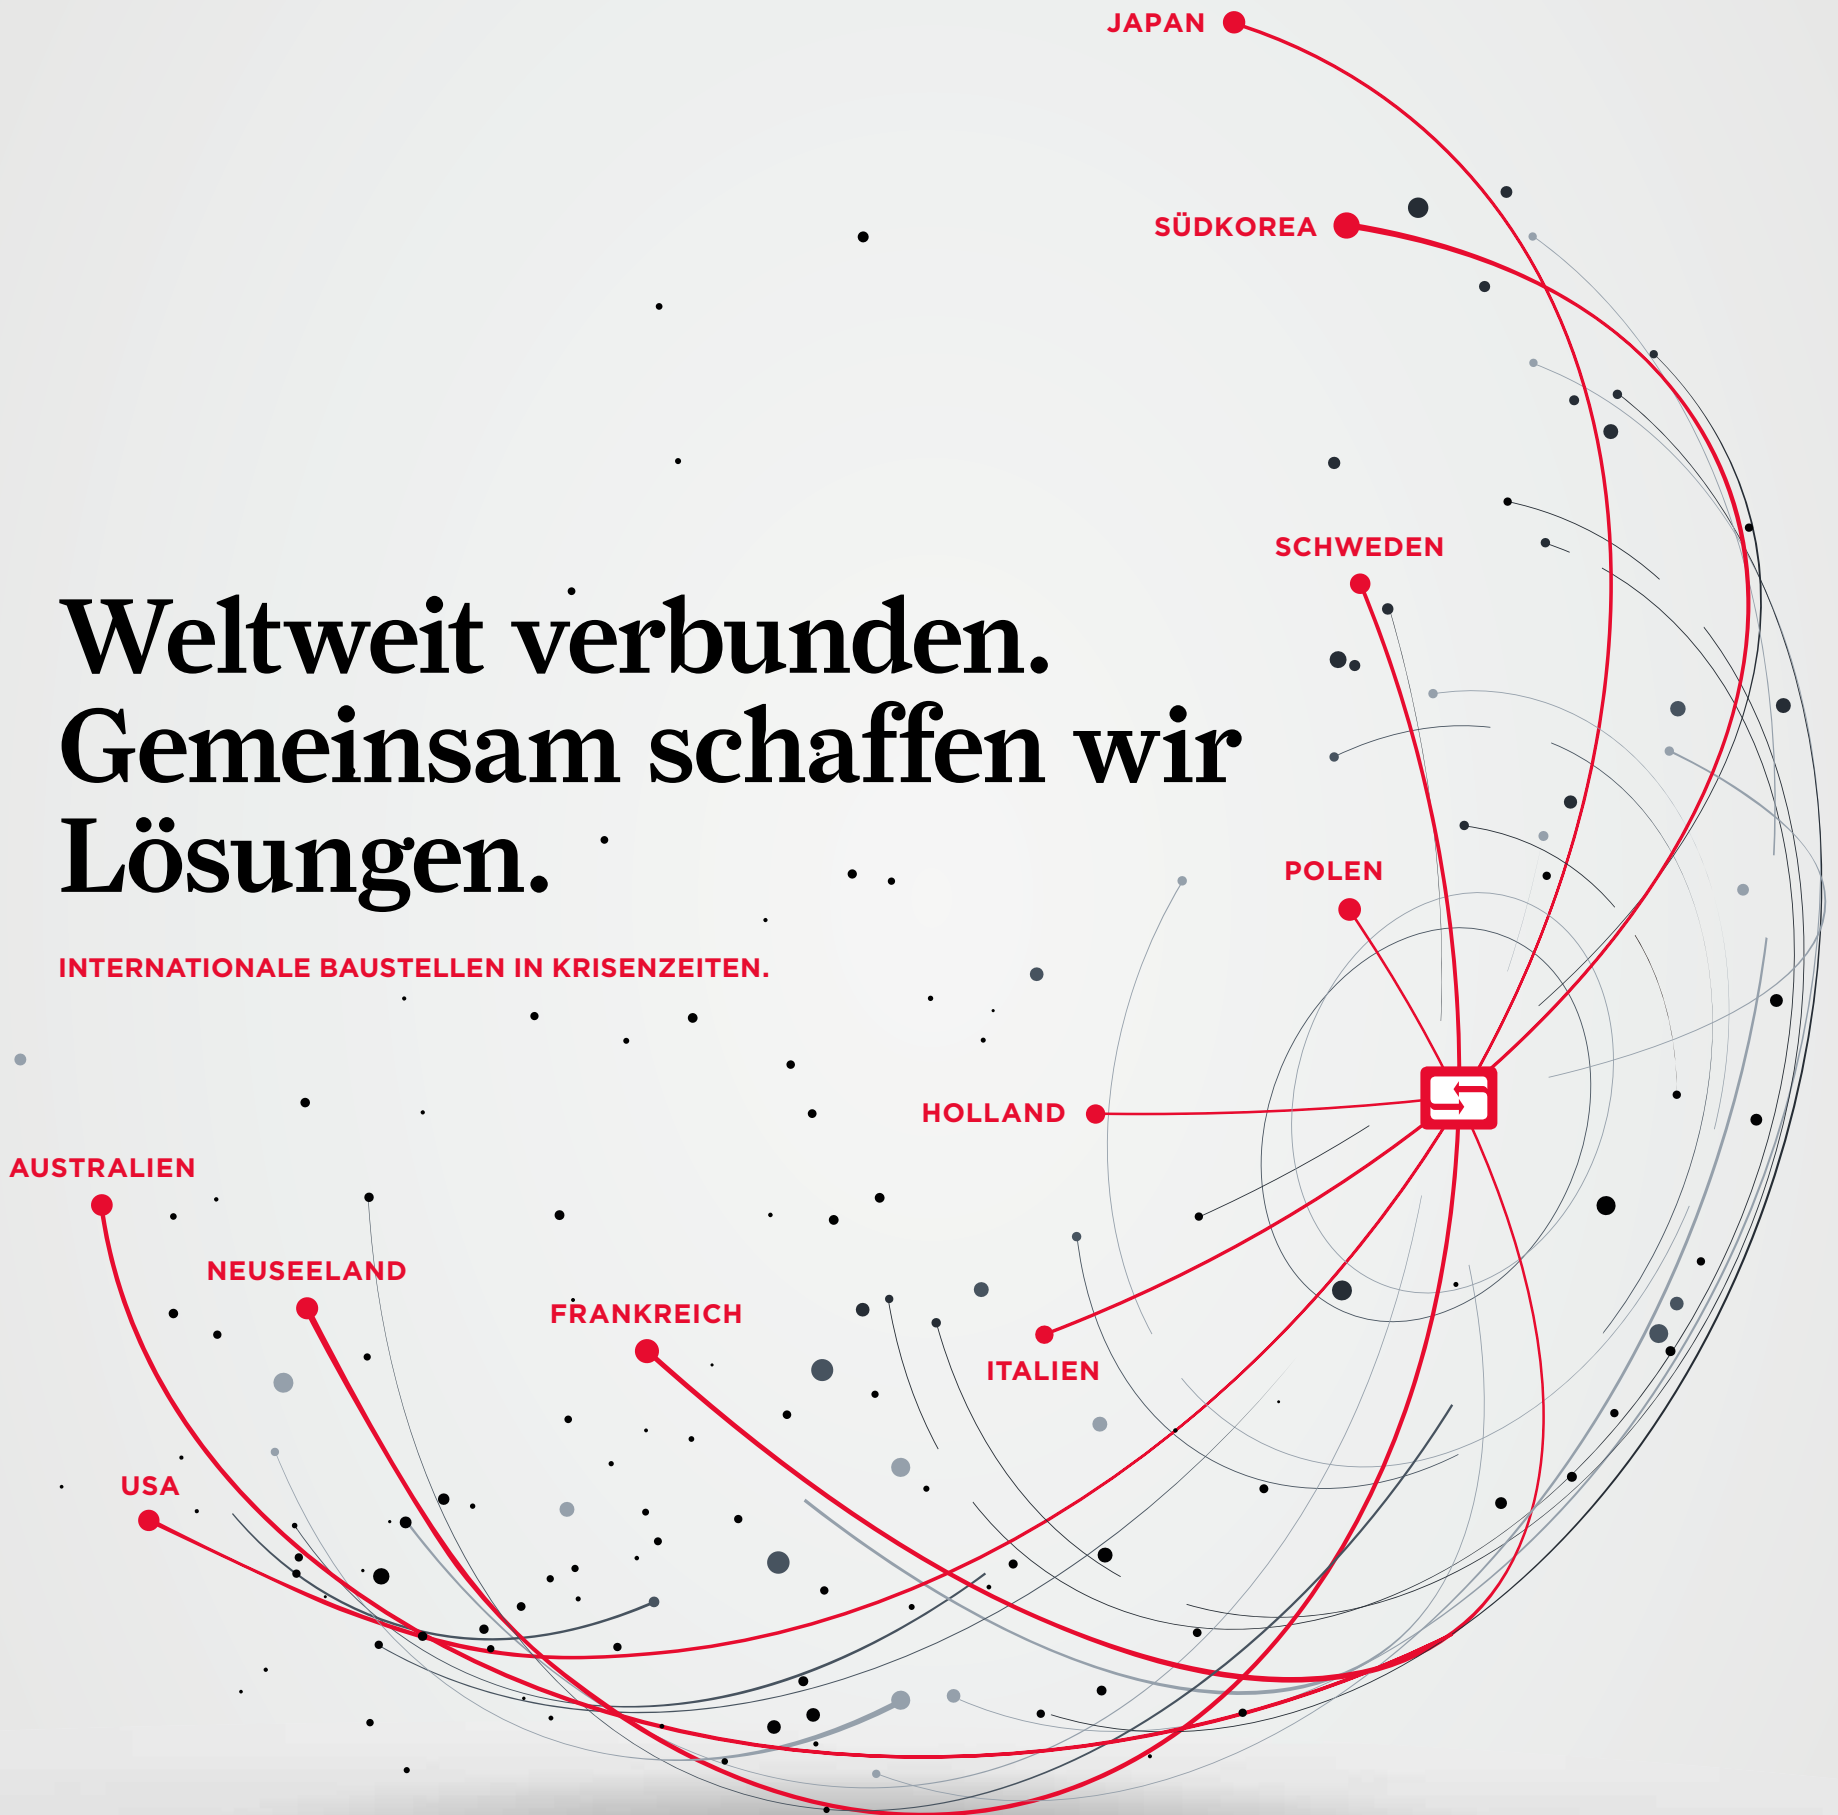 JAPAN
SÜDKOREA
SCHWEDEN
Weltweit verbunden.
Gemeinsam schaffen wir
Lösungen.
POLEN
INTERNATIONALE BAUSTELLEN IN KRISENZEITEN.
HOLLAND
AUSTRALIEN
NEUSEELAND
FRANKREICH
ITALIEN
USA